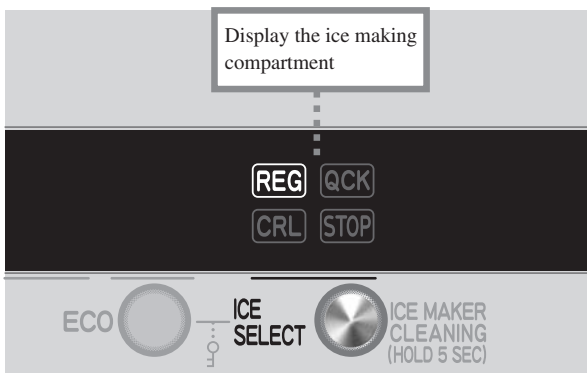 Display the ice making
compartment
REG QCK
CRL STOP
ECO
ICE
SELECT
ICE MAKER
CLEANING
(HOLD 5 SEC)